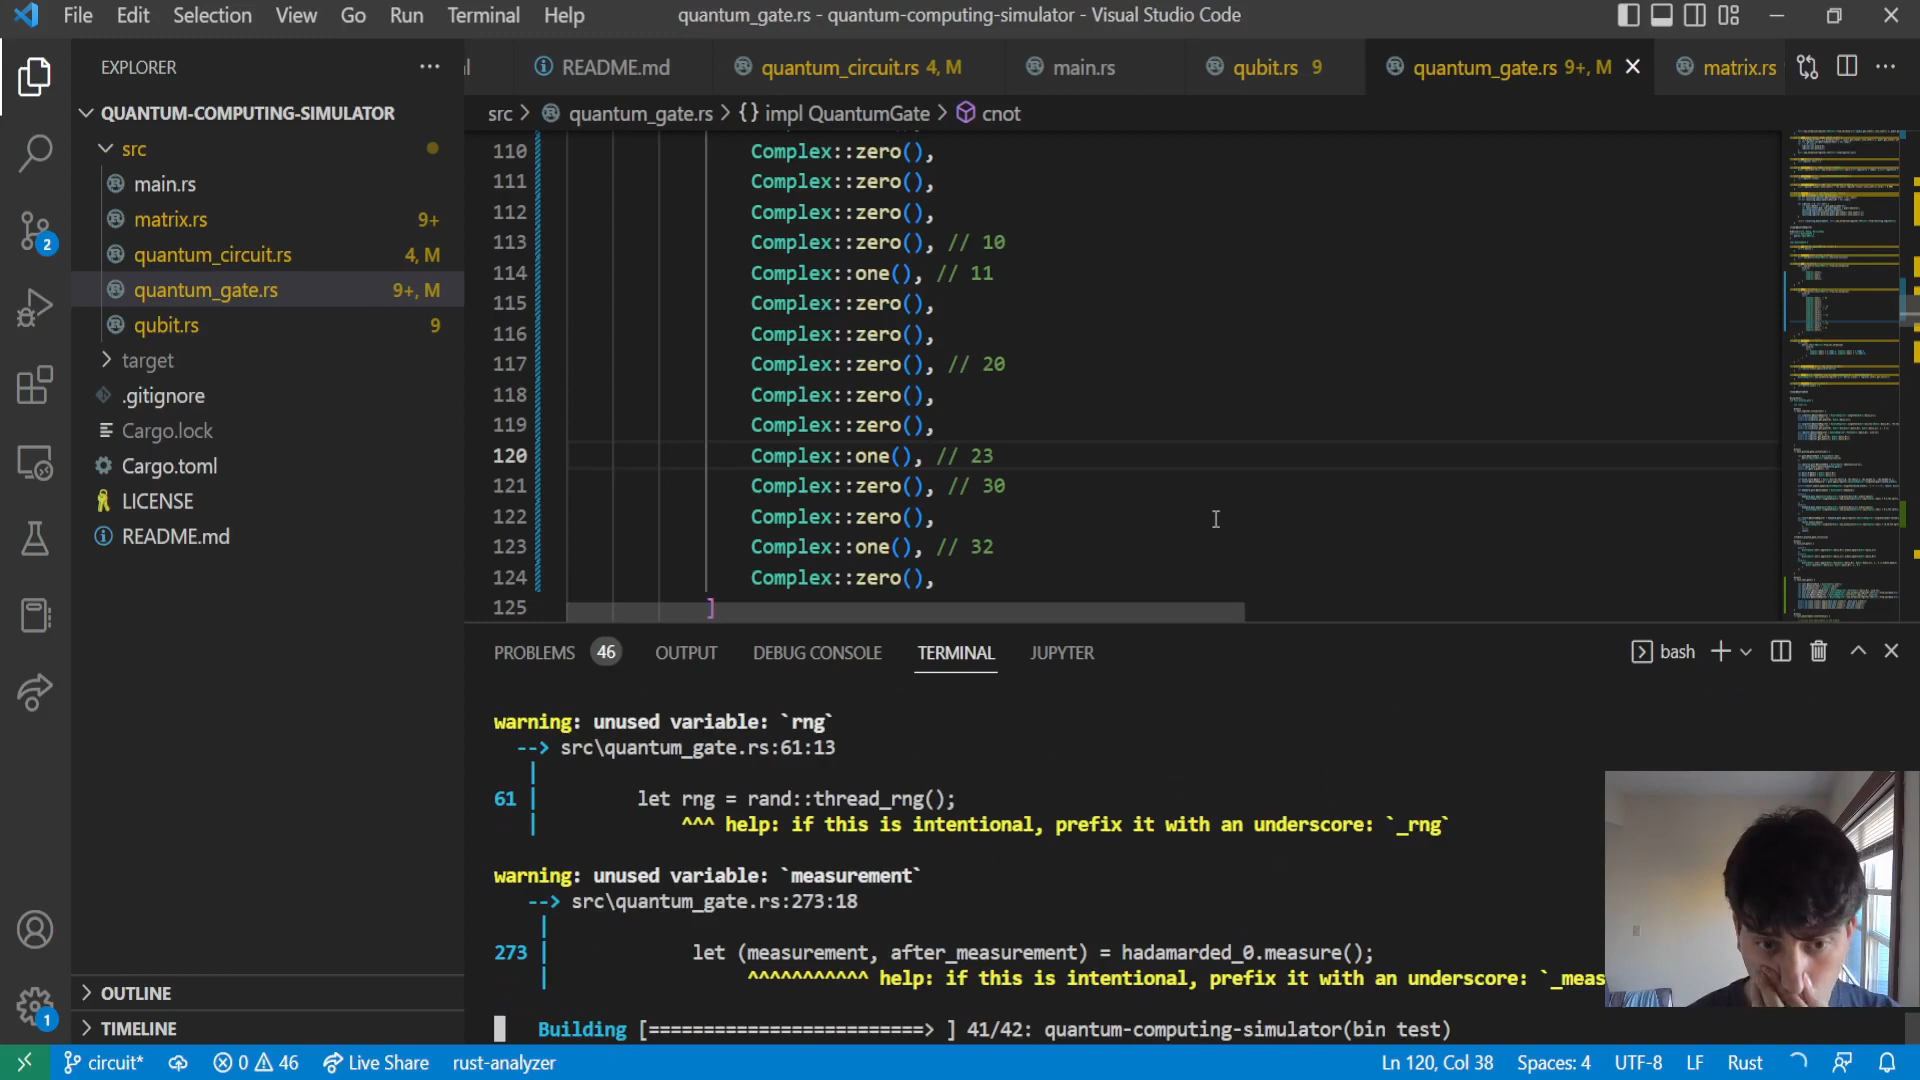 File Edit Selection View Go Run Terminal Help quantum_gate.rs - quantum-computing-simulator - Visual Studio Code
EXPLORER
README.md quantum_circuit.rs 4, M main.rs qubit.rs 9 quantum_gate.rs 9+, M matrix.rs
QUANTUM-COMPUTING-SIMULATOR
src > quantum_gate.rs > {} impl QuantumGate > cnot
src
main.rs
matrix.rs 9+
quantum_circuit.rs 4, M
quantum_gate.rs 9+, M
qubit.rs 9
target
.gitignore
Cargo.lock
Cargo.toml
LICENSE
README.md
OUTLINE
TIMELINE
2
1
110 Complex::zero(),
111 Complex::zero(),
112 Complex::zero(),
113 Complex::zero(), // 10
114 Complex::one(), // 11
115 Complex::zero(),
116 Complex::zero(),
117 Complex::zero(), // 20
118 Complex::zero(),
119 Complex::zero(),
120 Complex::one(), // 23
121 Complex::zero(), // 30
122 Complex::zero(),
123 Complex::one(), // 32
124 Complex::zero(),
125 ]
PROBLEMS 46 OUTPUT DEBUG CONSOLE TERMINAL JUPYTER bash
warning: unused variable: `rng`
--> src\quantum_gate.rs:61:13
|
61 | let rng = rand::thread_rng();
| ^^^ help: if this is intentional, prefix it with an underscore: `_rng`
warning: unused variable: `measurement`
--> src\quantum_gate.rs:273:18
|
273 | let (measurement, after_measurement) = hadamarded_0.measure();
| ^^^^^^^^^^^ help: if this is intentional, prefix it with an underscore: `_meas
Building [========================> ] 41/42: quantum-computing-simulator(bin test)
circuit* 0 46 Live Share rust-analyzer Ln 120, Col 38 Spaces: 4 UTF-8 LF Rust